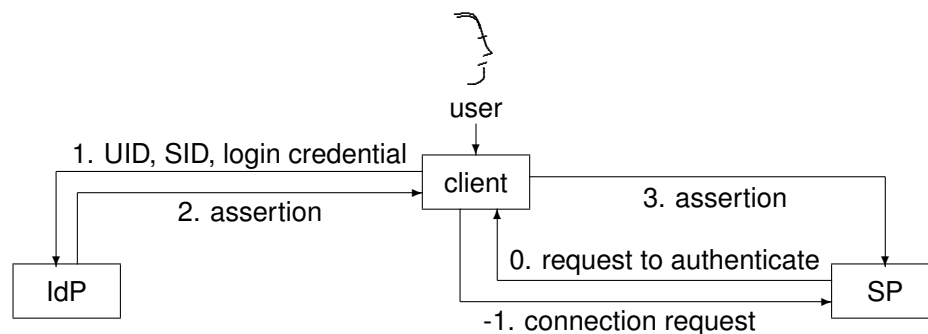 user
1. UID, SID, login credential
client
2. assertion
3. assertion
0. request to authenticate
IdP
SP
-1. connection request